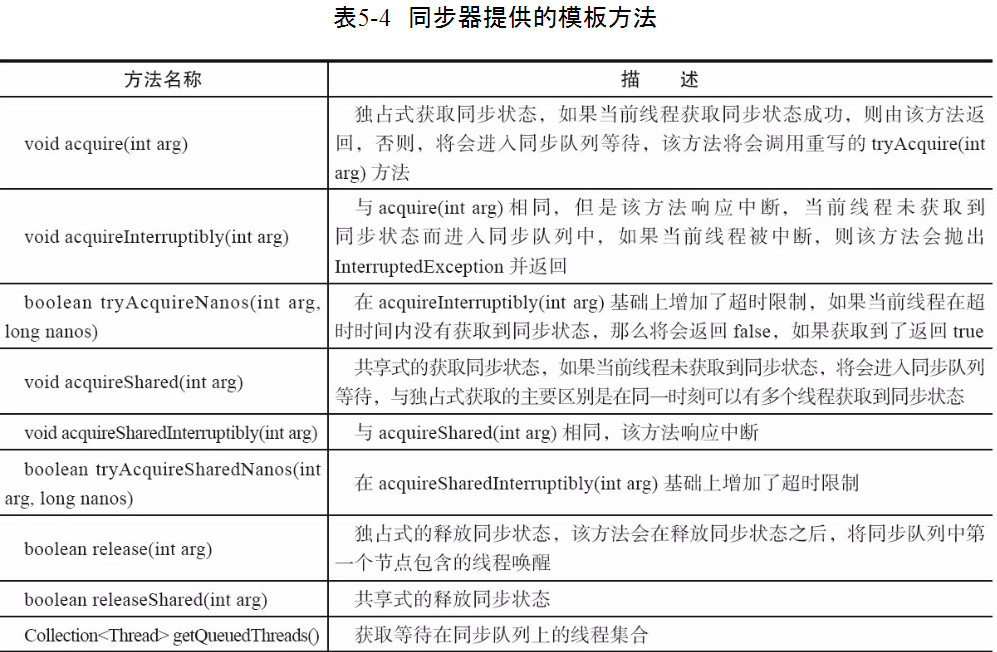 表5-4 同步器提供的模板方法
方法名称
描 述
void acquire(int arg)
独占式获取同步状态，如果当前线程获取同步状态成功，则由该方法返
回，否则，将会进入同步队列等待，该方法将会调用重写的 tryAcquire(int
arg) 方法
void acquireInterruptibly(int arg)
与 acquire(int arg) 相同，但是该方法响应中断，当前线程未获取到
同步状态而进入同步队列中，如果当前线程被中断，则该方法会抛出
InterruptedException 并返回
boolean tryAcquireNanos(int arg,
long nanos)
在 acquireInterruptibly(int arg) 基础上增加了超时限制，如果当前线程在超
时时间内没有获取到同步状态，那么将会返回 false，如果获取到了返回 true
void acquireShared(int arg)
共享式的获取同步状态，如果当前线程未获取到同步状态，将会进入同步队列
等待，与独占式获取的主要区别是在同一时刻可以有多个线程获取到同步状态
void acquireSharedInterruptibly(int arg)
与 acquireShared(int arg) 相同，该方法响应中断
boolean tryAcquireSharedNanos(int
arg, long nanos)
在 acquireSharedInterruptibly(int arg) 基础上增加了超时限制
boolean release(int arg)
独占式的释放同步状态，该方法会在释放同步状态之后，将同步队列中第
一个节点包含的线程唤醒
boolean releaseShared(int arg)
共享式的释放同步状态
Collection<Thread> getQueuedThreads()
获取等待在同步队列上的线程集合